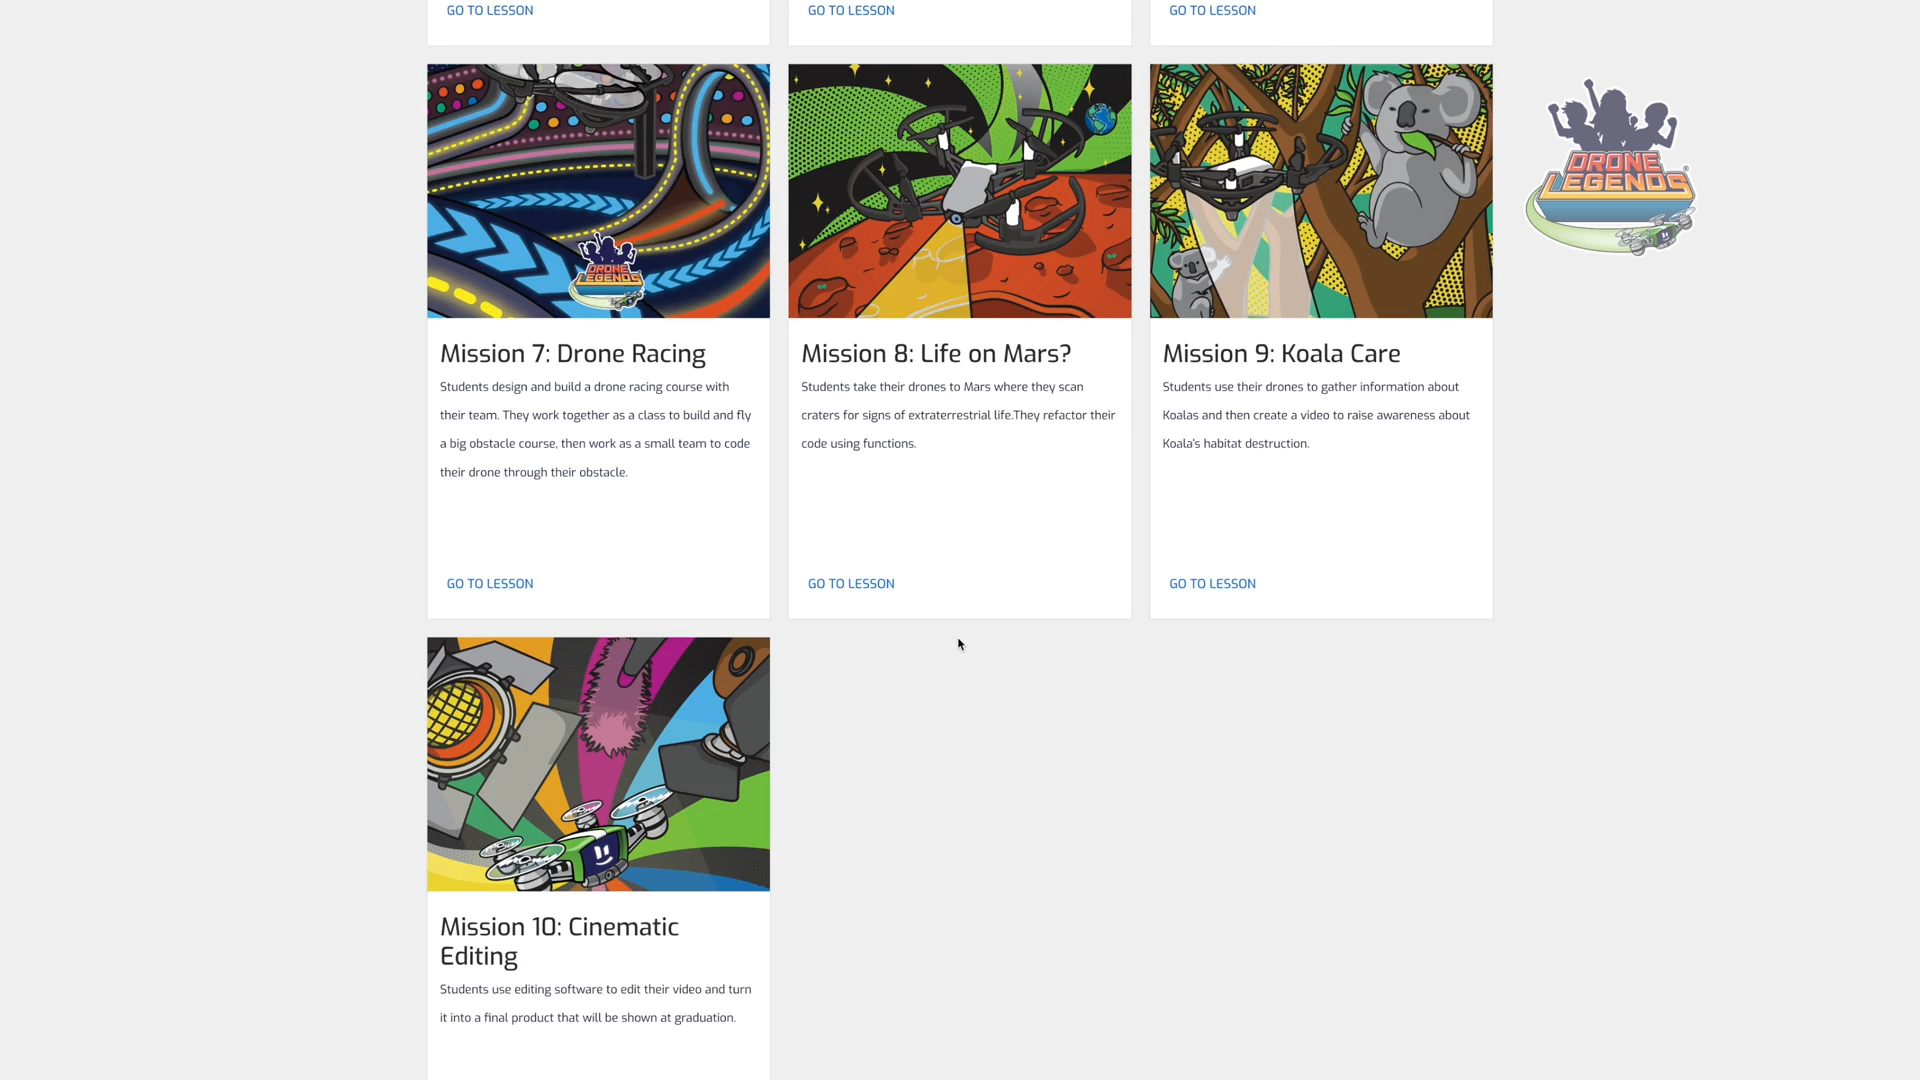 GO TO LESSON
GO TO LESSON
GO TO LESSON
DRONE
LEGENDS
®
DRONE
LEGENDS
Mission 7: Drone Racing
Students design and build a drone racing course with
their team. They work together as a class to build and fly
a big obstacle course, then work as a small team to code
their drone through their obstacle.
GO TO LESSON
Mission 8: Life on Mars?
Students take their drones to Mars where they scan
craters for signs of extraterrestrial life.They refactor their
code using functions.
GO TO LESSON
Mission 9: Koala Care
Students use their drones to gather information about
Koalas and then create a video to raise awareness about
Koala's habitat destruction.
GO TO LESSON
Mission 10: Cinematic
Editing
Students use editing software to edit their video and turn
it into a final product that will be shown at graduation.